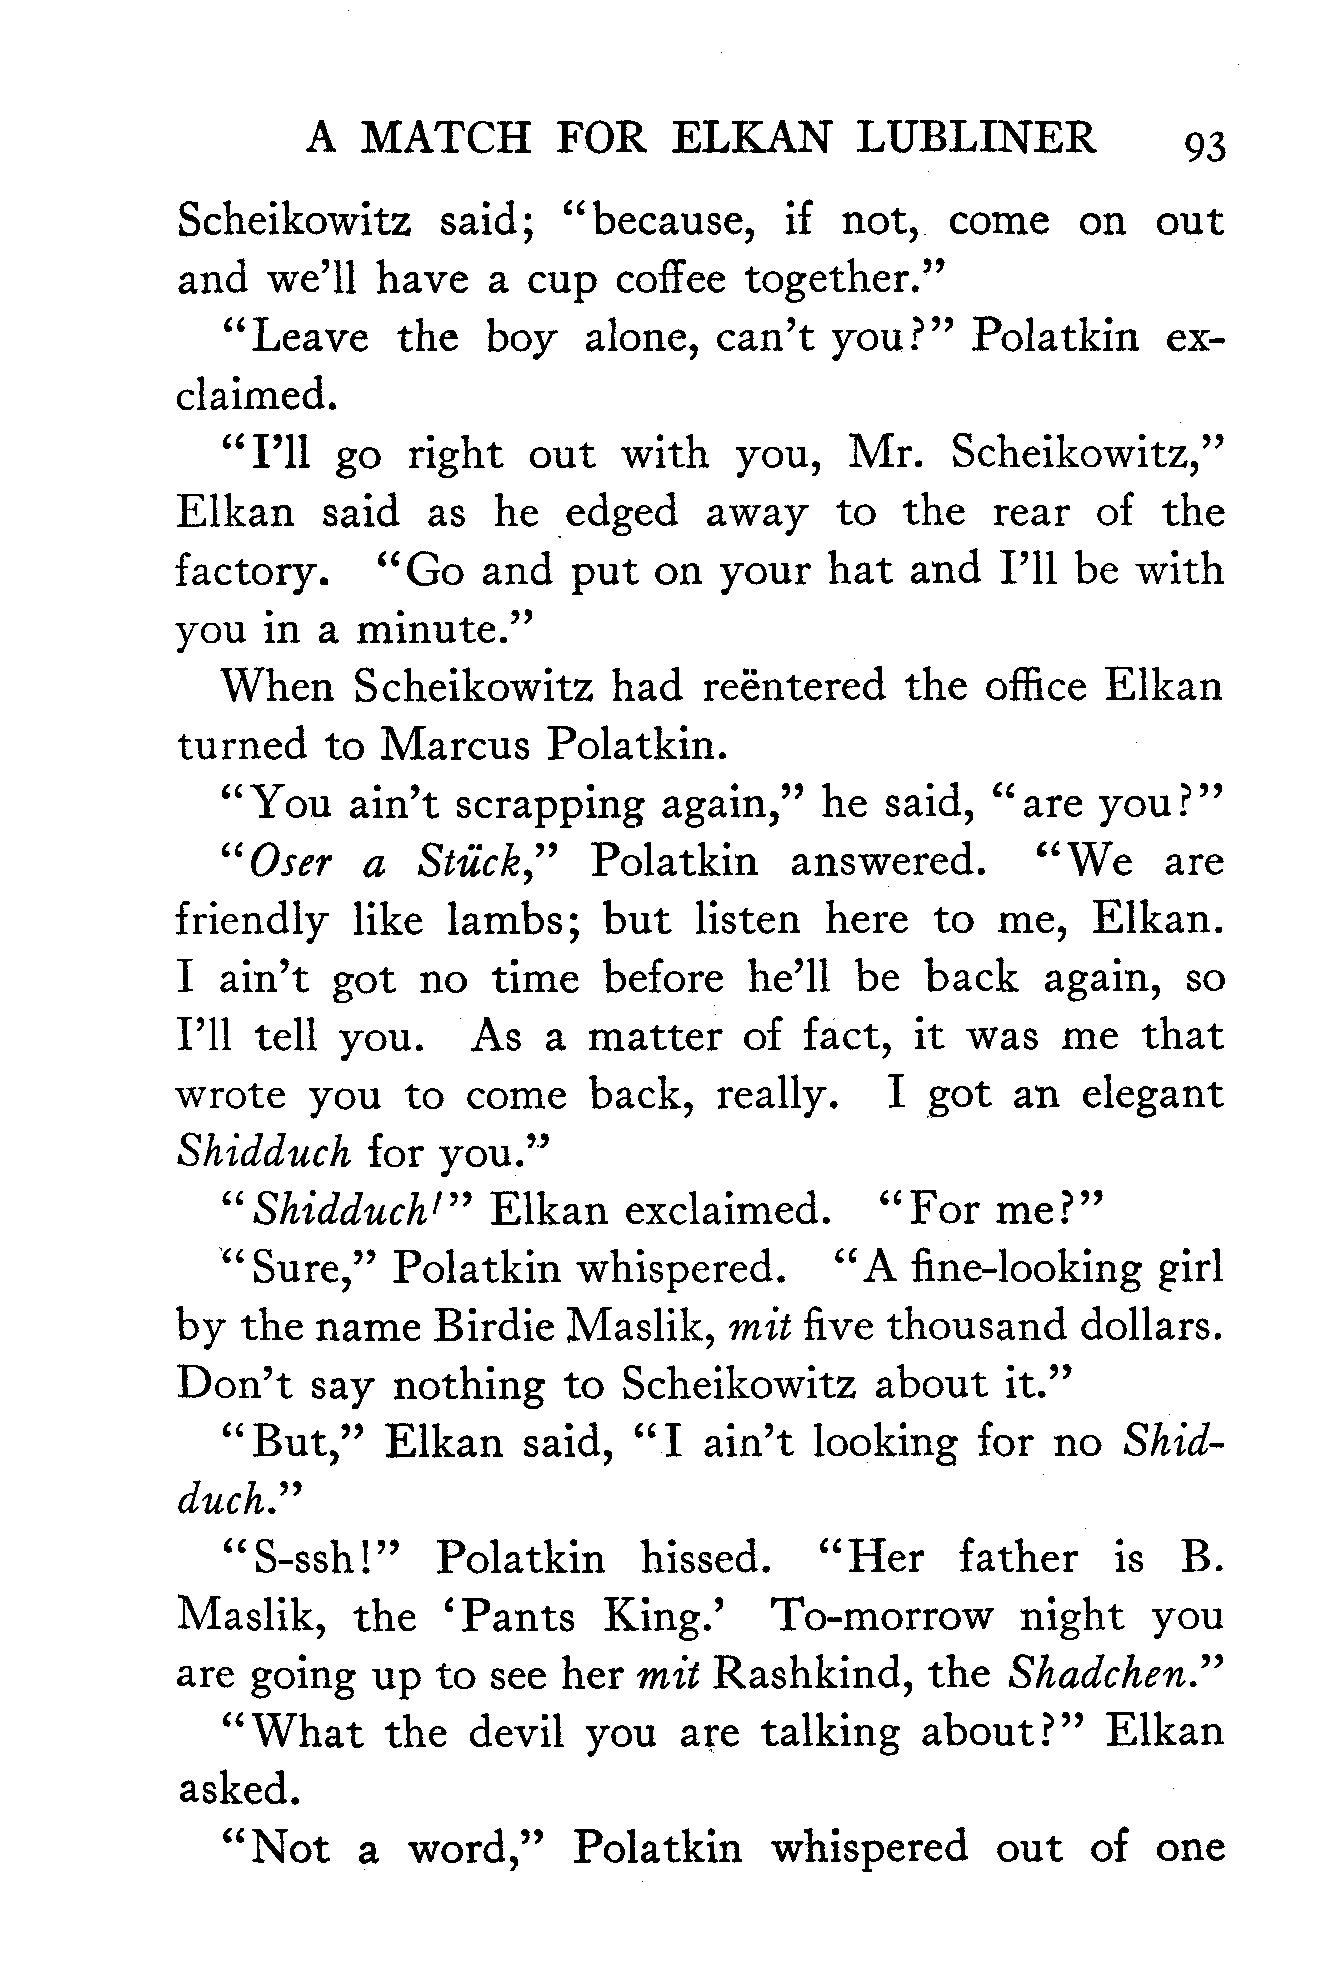 A MATCH FOR ELKAN LUBLINER 93
Scheikowitz said; “because, if not, come on out
and we’ll have a cup coffee together.”
“Leave the boy alone, can’t you?” Polatkin ex-
claimed.
“I’ll go right out with you, Mr. Scheikowitz,”
Elkan said as he edged away to the rear of the
factory. “Go and put on your hat and I’ll be with
you in a minute.”
When Scheikowitz had reëntered the office Elkan
turned to Marcus Polatkin.
“You ain’t scrapping again,” he said, “are you?”
“Oser a Stück,” Polatkin answered. “We are
friendly like lambs; but listen here to me, Elkan.
I ain’t got no time before he’ll be back again, so
I’ll tell you. As a matter of fact, it was me that
wrote you to come back, really. I got an elegant
Shidduch for you.”
“Shidduch!” Elkan exclaimed. “For me?”
“Sure,” Polatkin whispered. “A fine-looking girl
by the name Birdie Maslik, mit five thousand dollars.
Don’t say nothing to Scheikowitz about it.”
“But,” Elkan said, “I ain’t looking for no Shid-
duch.”
“S-ssh!” Polatkin hissed. “Her father is B.
Maslik, the ‘Pants King.’ To-morrow night you
are going up to see her mit Rashkind, the Shadchen.”
“What the devil you are talking about?” Elkan
asked.
“Not a word,” Polatkin whispered out of one